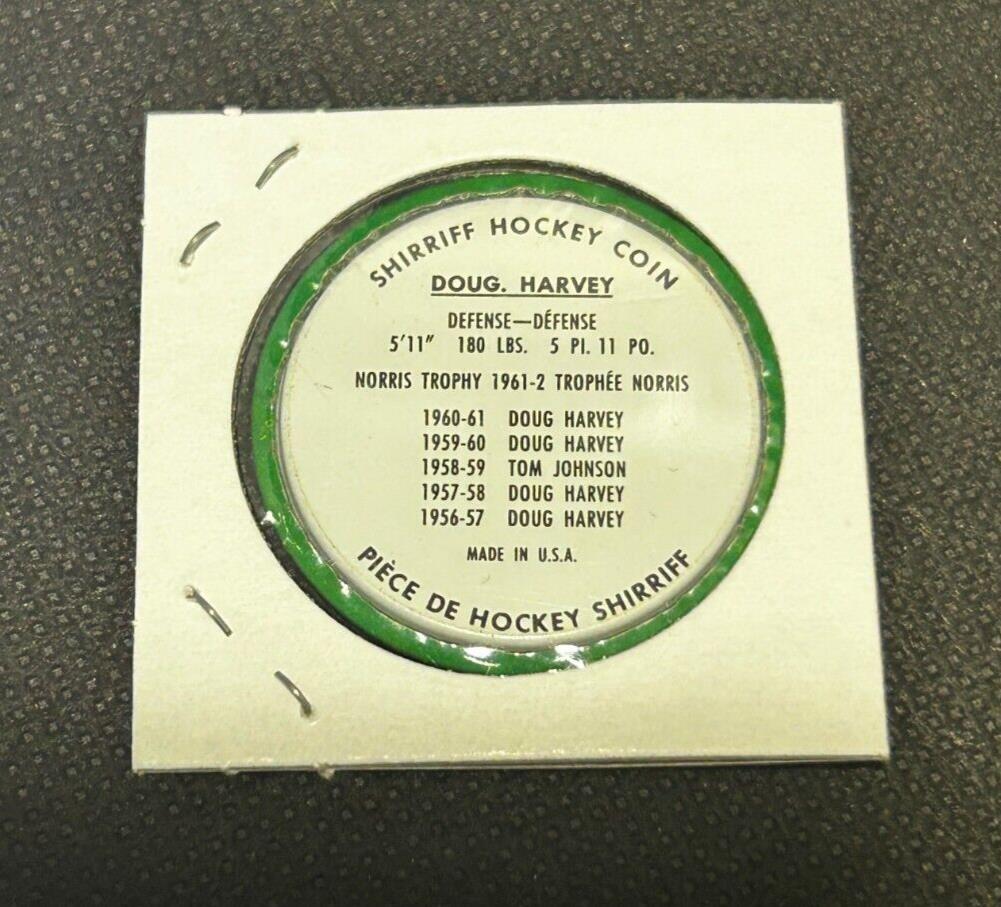 SHIRRIFF HOCKEY COIN
DOUG. HARVEY
DEFENSE—DÉFENSE
5'11" 180 LBS. 5 PI. 11 PO.
NORRIS TROPHY 1961-2 TROPHÉE NORRIS
1960-61 DOUG HARVEY
1959-60 DOUG HARVEY
1958-59 TOM JOHNSON
1957-58 DOUG HARVEY
1956-57 DOUG HARVEY
MADE IN U.S.A.
PIÈCE DE HOCKEY SHIRRIFF